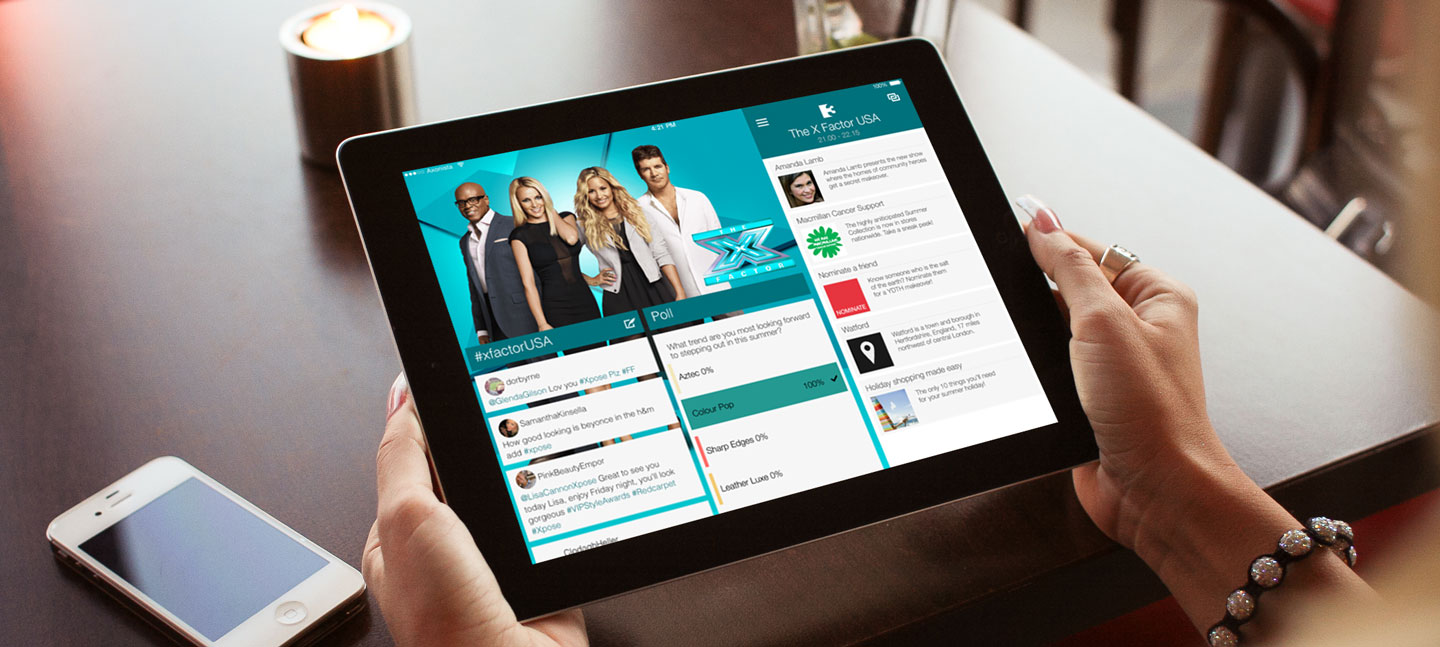 Axonista
4:21 PM
100%
THE
X
FACTOR
#xfactorUSA
dorbyrne
@GlendaGilson Lov you #Xpose Plz #FF
SamanthaKinsella
How good looking is beyonce in the h&m
add #xpose
PinkBeautyEmpor
@LisaCannonXpose Great to see you
today Lisa, enjoy Friday night, you'll look
gorgeous #VIPStyleAwards #Redcarpet
#Xpose
ClodaghHeller
Poll
What trend are you most looking forward
to stepping out in this summer?
Aztec 0%
Colour Pop 100%
Sharp Edges 0%
Leather Luxe 0%
The X Factor USA
21:00 - 22:15
Amanda Lamb
Amanda Lamb presents the new show
where the homes of community heroes
get a secret makeover.
Macmillan Cancer Support
The highly anticipated Summer
Collection is now in stores
nationwide. Take a sneak peek!
Nominate a friend
Know someone who is the salt
of the earth? Nominate them
for a YDTH makeover!
NOMINATE
Watford
Watford is a town and borough in
Hertfordshire, England, 17 miles
northwest of central London.
Holiday shopping made easy
The only 10 things you'll need
for your summer holiday!